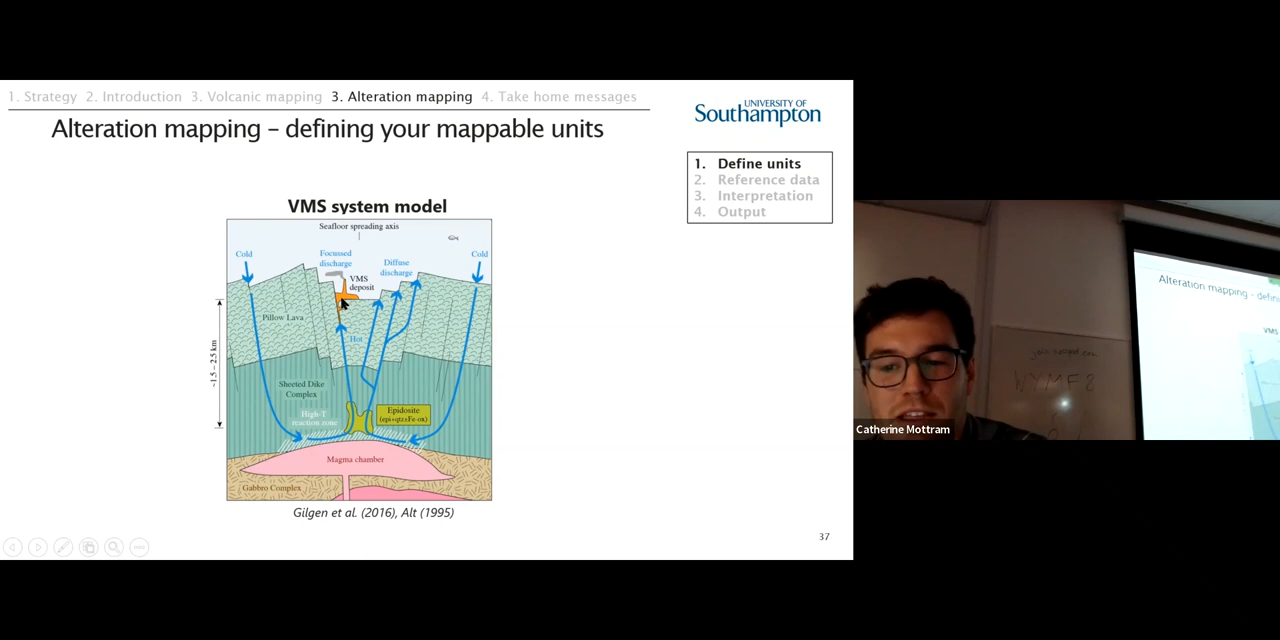 1. Strategy 2. Introduction 3. Volcanic mapping 3. Alteration mapping 4. Take home messages
Alteration mapping – defining your mappable units
UNIVERSITY OF
Southampton
1. Define units
2. Reference data
3. Interpretation
4. Output
VMS system model
Seafloor spreading axis
Cold
Focussed
discharge
Diffuse
discharge
Cold
VMS
deposit
Pillow Lava
Hot
~1.5 – 2.5 km
Sheeted Dike
Complex
High-T
reaction zone
Epidosite
(epi+qtz±Fe-ox)
Magma chamber
Gabbro Complex
Gilgen et al. (2016), Alt (1995)
37
Alteration mapping – defin
VMS
Catherine Mottram